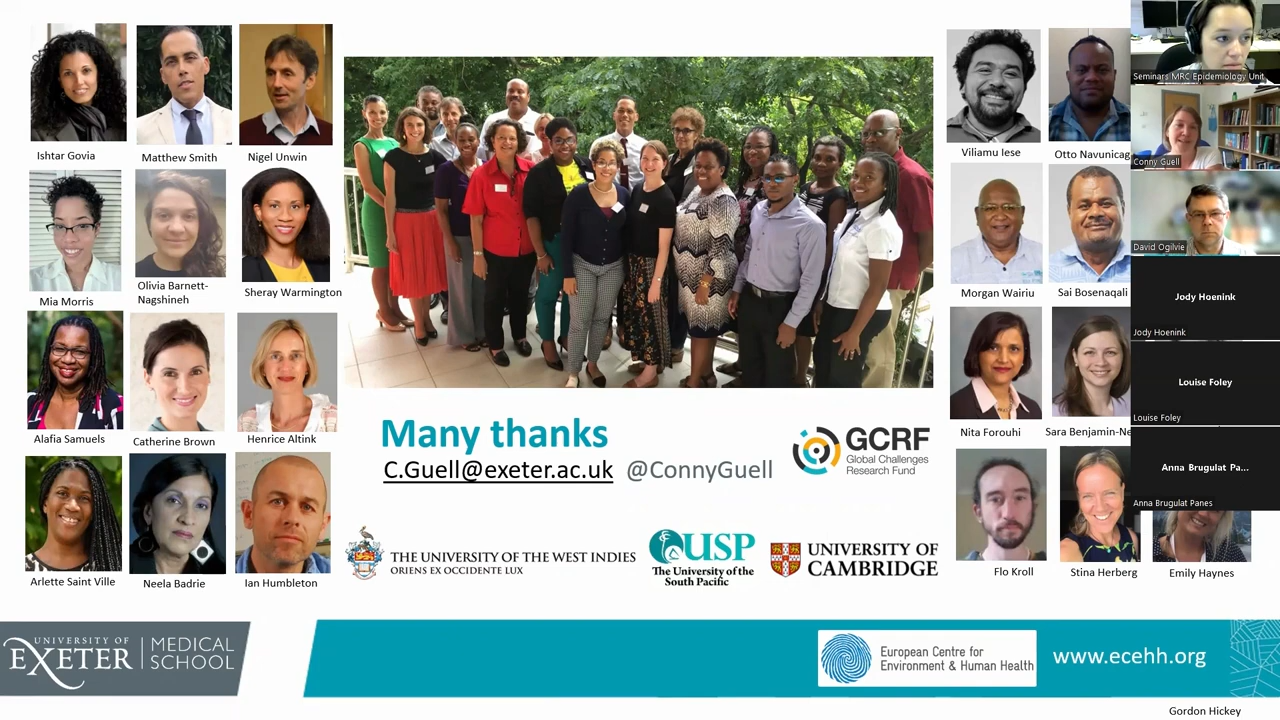 Ishtar Govia
Matthew Smith
Nigel Unwin
Mia Morris
Olivia Barnett-
Nagshineh
Sheray Warmington
Alafia Samuels
Catherine Brown
Henrice Altink
Arlette Saint Ville
Neela Badrie
Ian Humbleton
Many thanks
C.Guell@exeter.ac.uk @ConnyGuell
GCRF
Global Challenges
Research Fund
THE UNIVERSITY OF THE WEST INDIES
ORIENS EX OCCIDENTE LUX
USP
The University of the
South Pacific
UNIVERSITY OF
CAMBRIDGE
Viliamu Iese
Otto Navunicag
Morgan Wairiu
Sai Bosenaqali
Nita Forouhi
Sara Benjamin-Ne
Flo Kroll
Stina Herberg
Emily Haynes
Seminars MRC Epidemiology Unit
Conny Guell
David Ogilvie
Jody Hoenink
Jody Hoenink
Louise Foley
Louise Foley
Anna Brugulat Pa...
Anna Brugulat Panes
UNIVERSITY OF
EXETER
MEDICAL
SCHOOL
European Centre for
Environment & Human Health
www.ecehh.org
Gordon Hickey